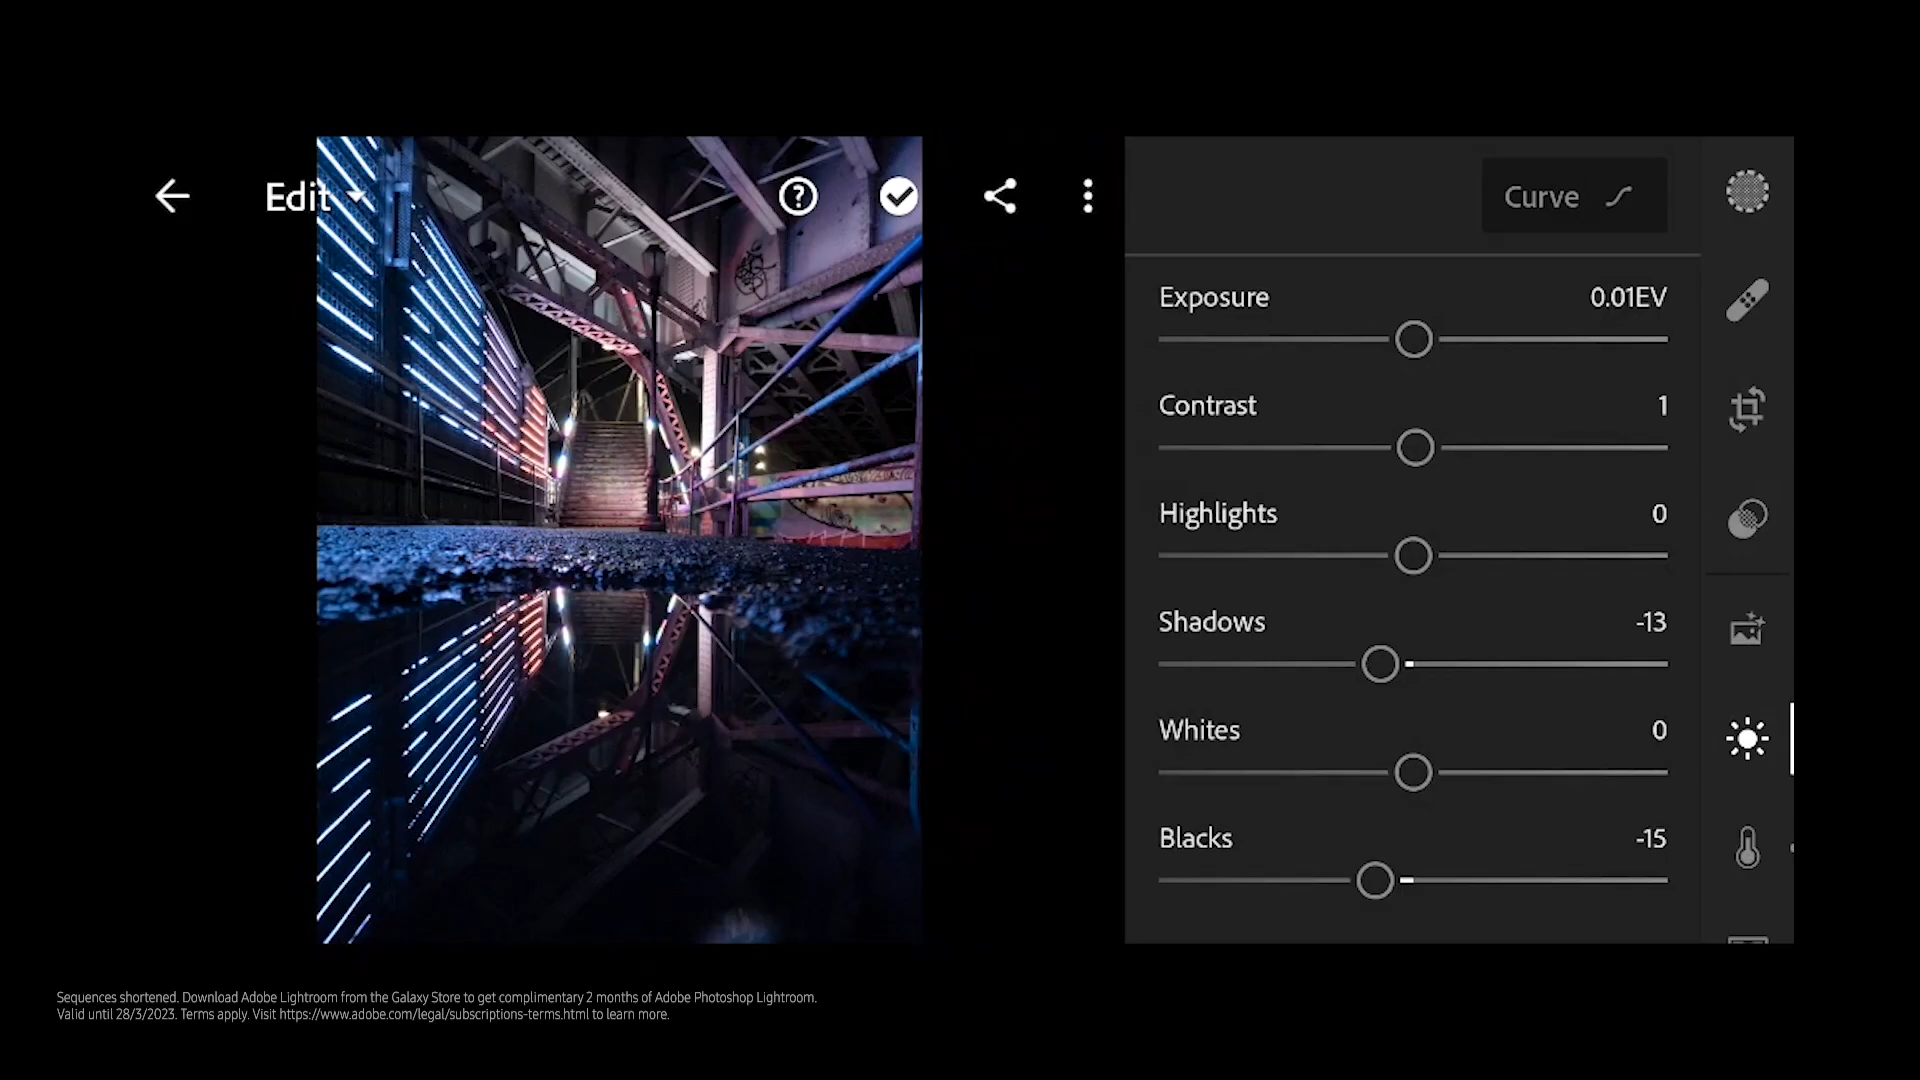 Edit
Curve
Exposure 0.01EV
Contrast 1
Highlights 0
Shadows -13
Whites 0
Blacks -15
Sequences shortened. Download Adobe Lightroom from the Galaxy Store to get complimentary 2 months of Adobe Photoshop Lightroom.
Valid until 28/3/2023. Terms apply. Visit https://www.adobe.com/legal/subscriptions-terms.html to learn more.